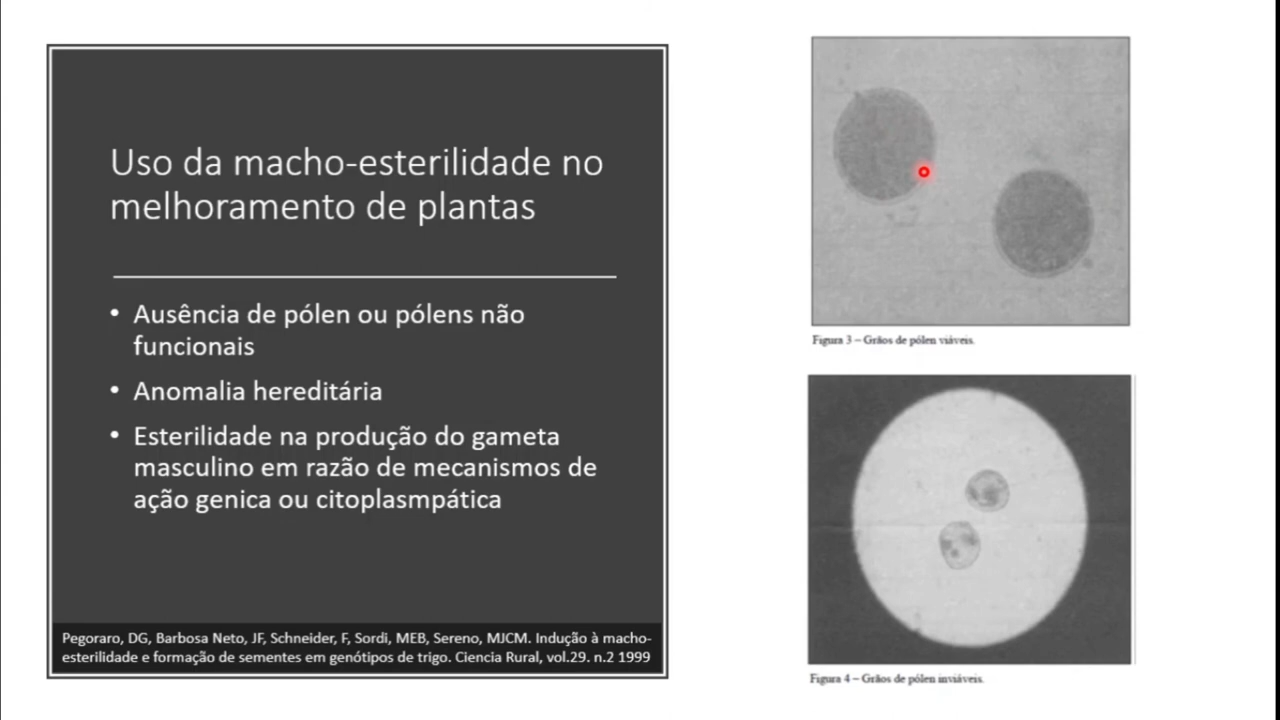 Uso da macho-esterilidade no
melhoramento de plantas
• Ausência de pólen ou pólens não
funcionais
• Anomalia hereditária
• Esterilidade na produção do gameta
masculino em razão de mecanismos de
ação genica ou citoplasmpática
Pegoraro, DG, Barbosa Neto, JF, Schneider, F, Sordi, MEB, Sereno, MJCM. Indução à macho-
esterilidade e formação de sementes em genótipos de trigo. Ciencia Rural, vol.29. n.2 1999
Figura 3 – Grãos de pólen viáveis.
Figura 4 – Grãos de pólen inviáveis.